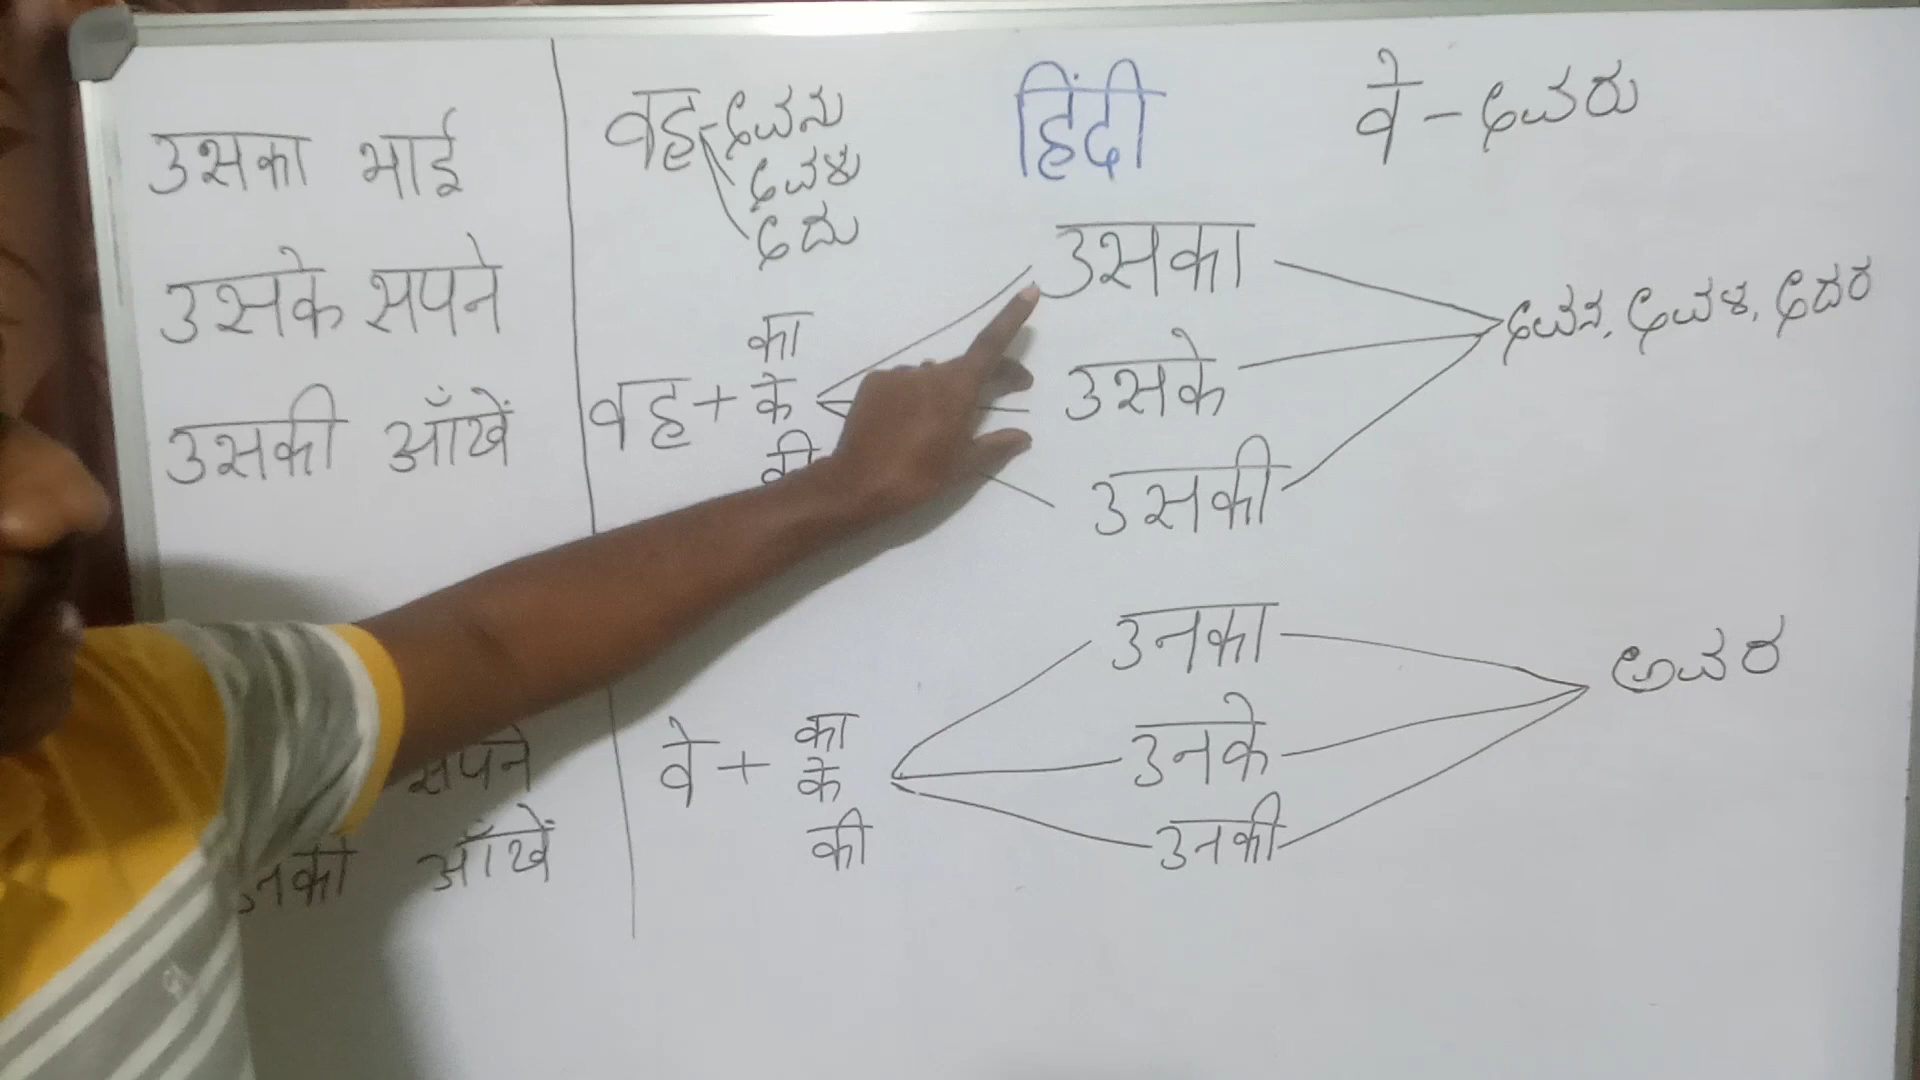 उसका भाई
उसके सपने
उसकी आँखें
सपने
आँखें
वह - ಅವನು
ಅವಳು
ಅದು
हिंदी
वे - ಅವರು
वह + का
के
की
उसका
उसके
उसकी
ಅವನ, ಅವಳ, ಅದರ
वे + का
के
की
उनका
उनके
उनकी
ಅವರ